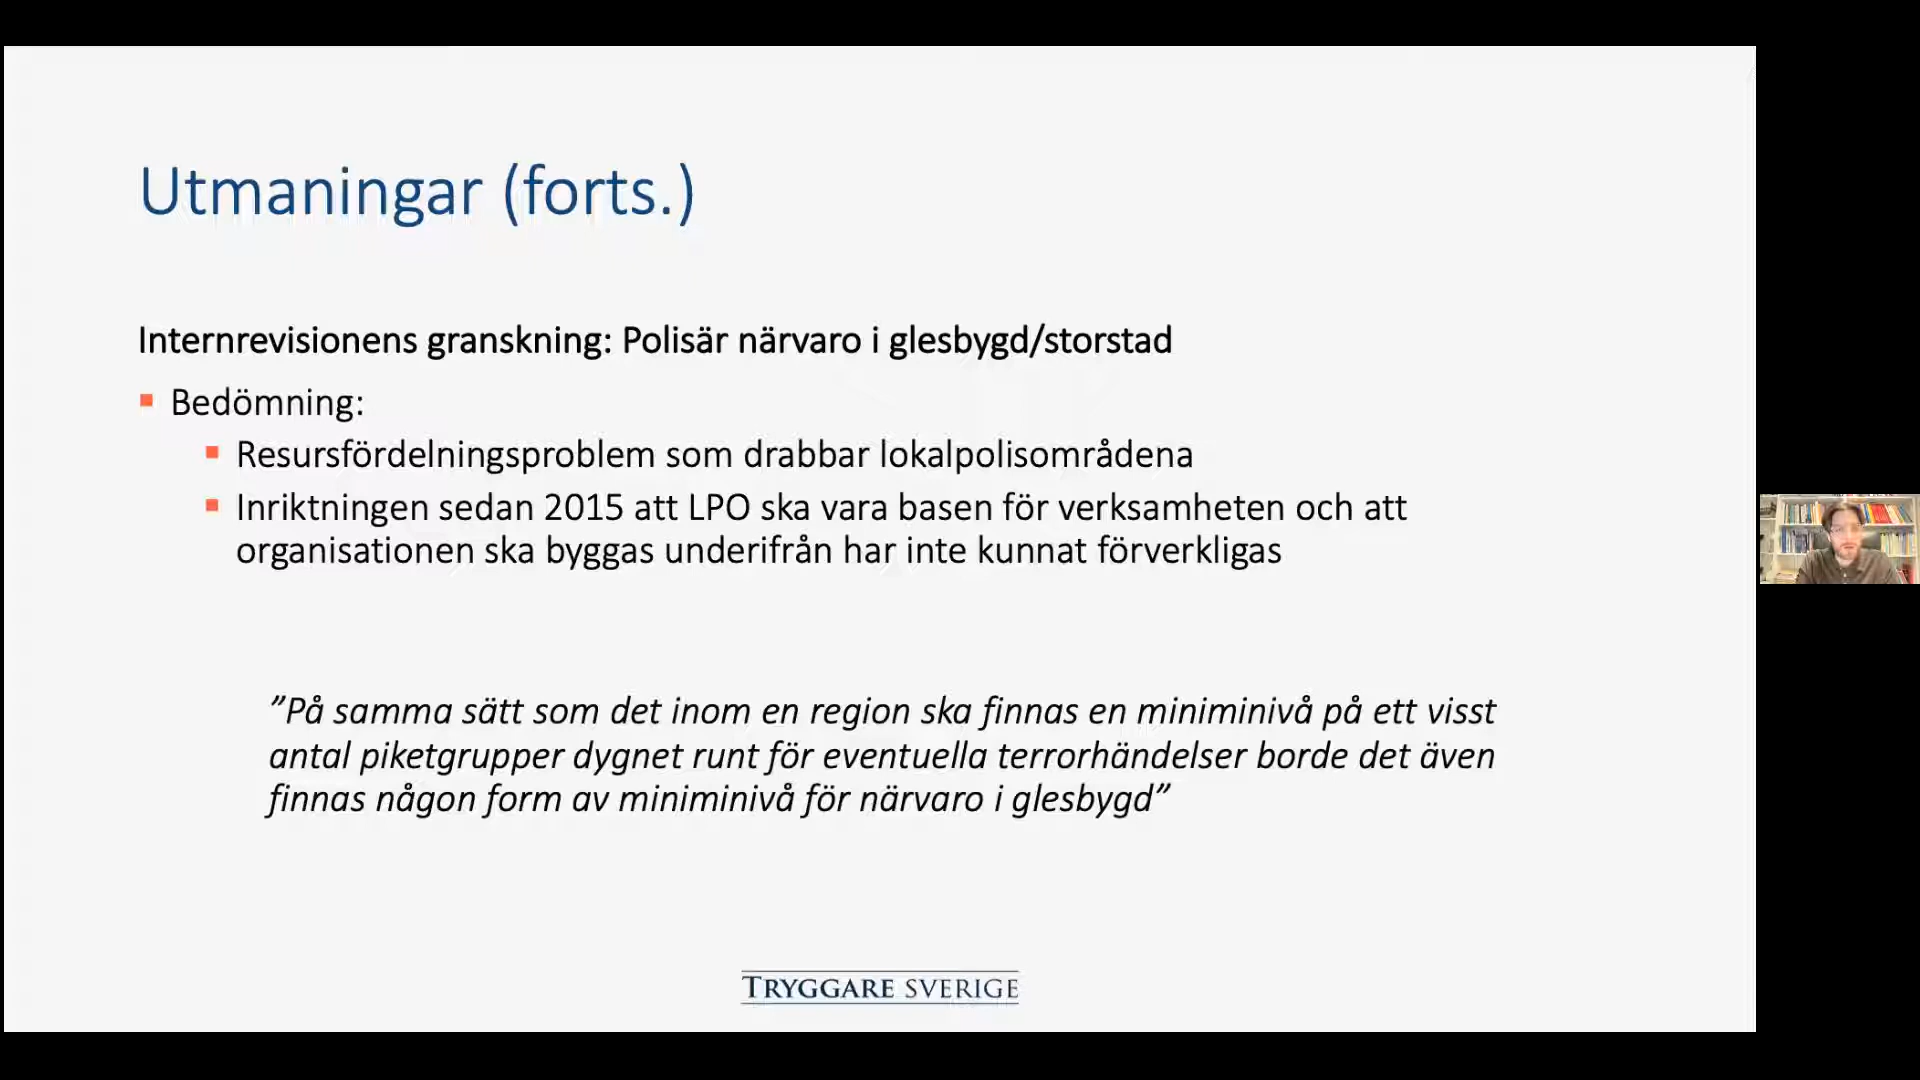 Utmaningar (forts.)
Internrevisionens granskning: Polisär närvaro i glesbygd/storstad
Bedömning:
Resursfördelningsproblem som drabbar lokalpolisområdena
Inriktningen sedan 2015 att LPO ska vara basen för verksamheten och att
organisationen ska byggas underifrån har inte kunnat förverkligas
”På samma sätt som det inom en region ska finnas en miniminivå på ett visst
antal piketgrupper dygnet runt för eventuella terrorhändelser borde det även
finnas någon form av miniminivå för närvaro i glesbygd”
TRYGGARE SVERIGE